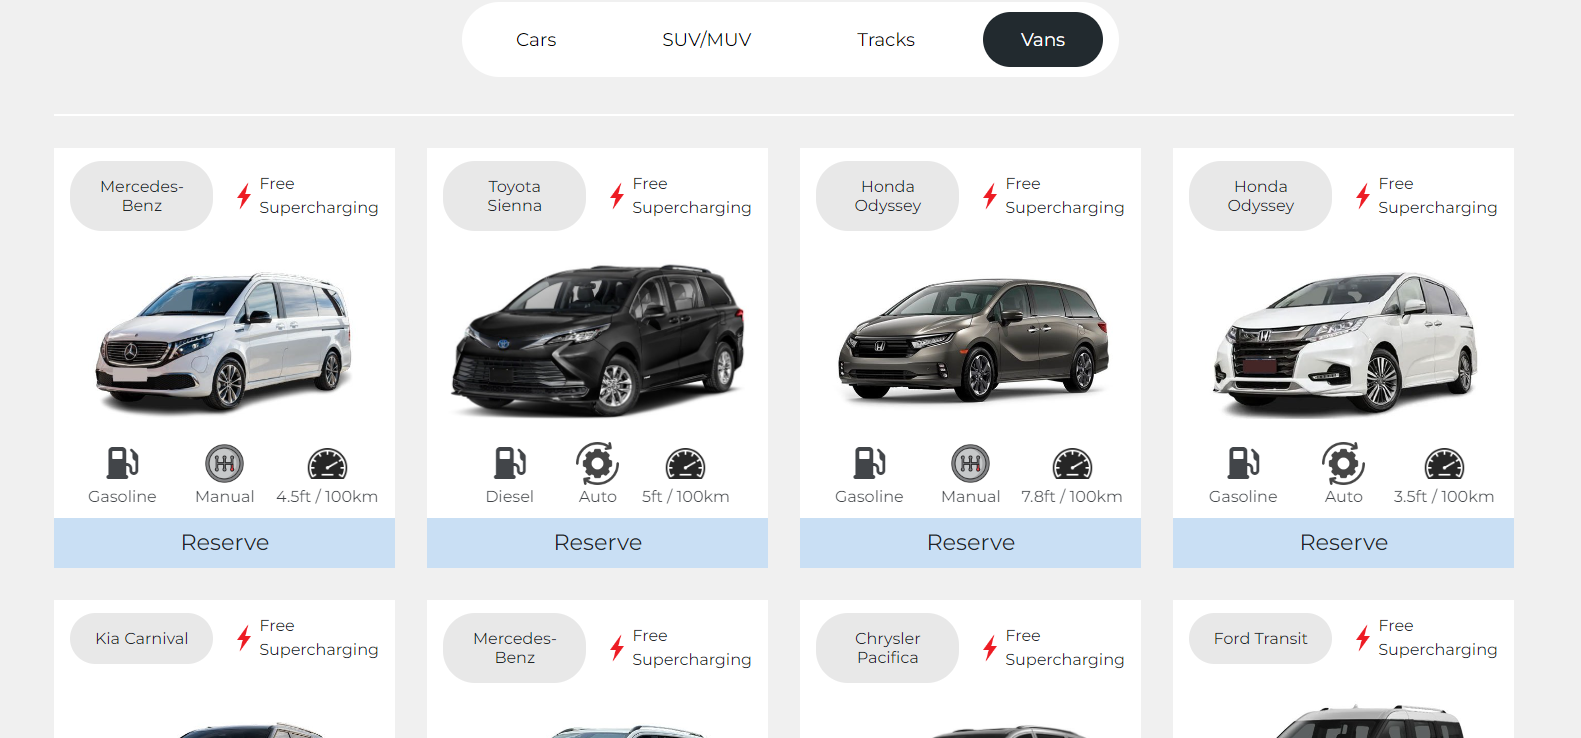 Cars
SUV/MUV
Tracks
Vans
Mercedes-
Benz
Free
Supercharging
Gasoline
Manual
4.5ft / 100km
Reserve
Toyota
Sienna
Free
Supercharging
Diesel
Auto
5ft / 100km
Reserve
Honda
Odyssey
Free
Supercharging
Gasoline
Manual
7.8ft / 100km
Reserve
Honda
Odyssey
Free
Supercharging
Gasoline
Auto
3.5ft / 100km
Reserve
Kia Carnival
Free
Supercharging
Mercedes-
Benz
Free
Supercharging
Chrysler
Pacifica
Free
Supercharging
Ford Transit
Free
Supercharging